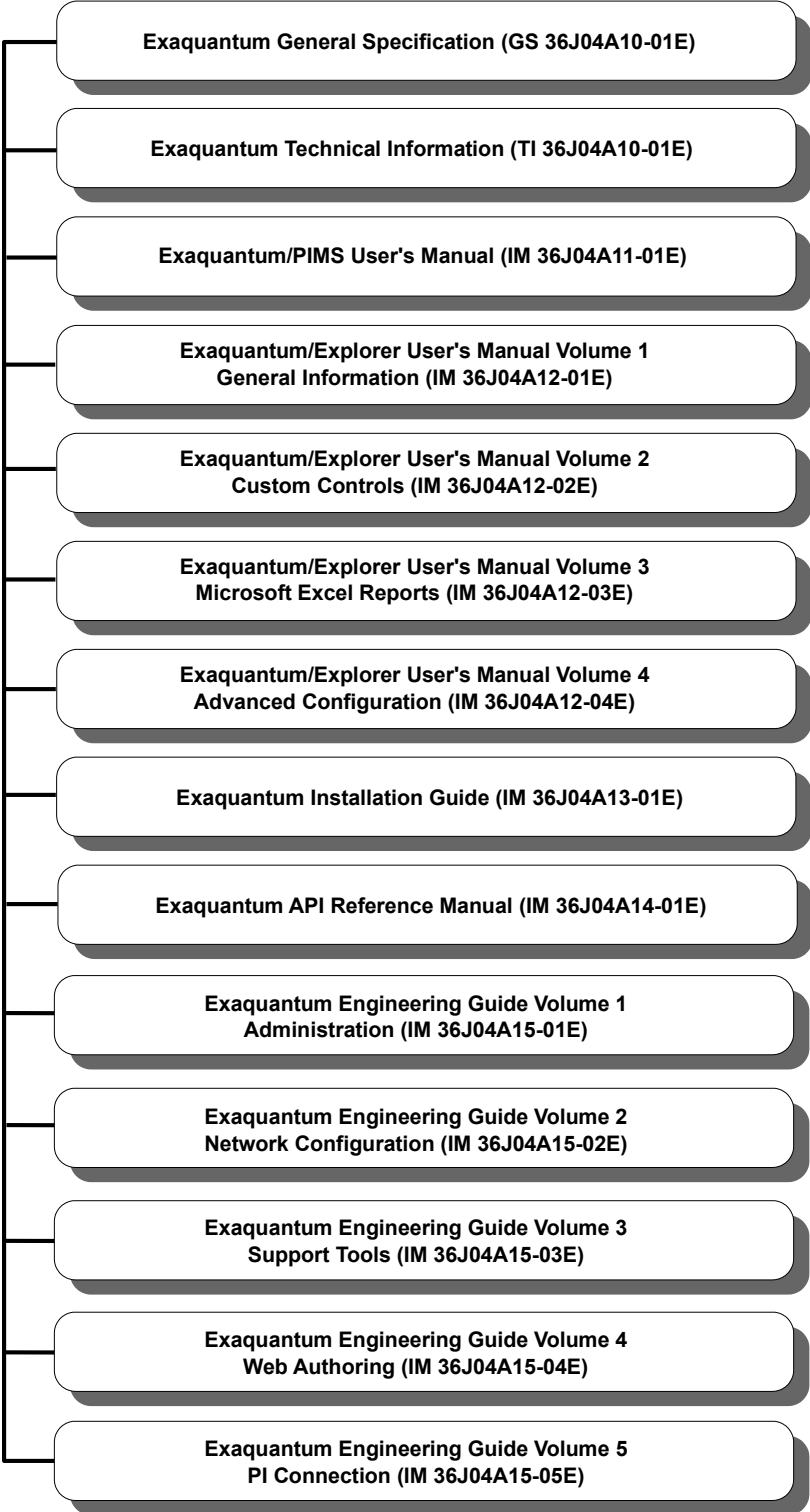 Exaquantum General Specification (GS 36J04A10-01E)
Exaquantum Technical Information (TI 36J04A10-01E)
Exaquantum/PIMS User's Manual (IM 36J04A11-01E)
Exaquantum/Explorer User's Manual Volume 1
General Information (IM 36J04A12-01E)
Exaquantum/Explorer User's Manual Volume 2
Custom Controls (IM 36J04A12-02E)
Exaquantum/Explorer User's Manual Volume 3
Microsoft Excel Reports (IM 36J04A12-03E)
Exaquantum/Explorer User's Manual Volume 4
Advanced Configuration (IM 36J04A12-04E)
Exaquantum Installation Guide (IM 36J04A13-01E)
Exaquantum API Reference Manual (IM 36J04A14-01E)
Exaquantum Engineering Guide Volume 1
Administration (IM 36J04A15-01E)
Exaquantum Engineering Guide Volume 2
Network Configuration (IM 36J04A15-02E)
Exaquantum Engineering Guide Volume 3
Support Tools (IM 36J04A15-03E)
Exaquantum Engineering Guide Volume 4
Web Authoring (IM 36J04A15-04E)
Exaquantum Engineering Guide Volume 5
PI Connection (IM 36J04A15-05E)